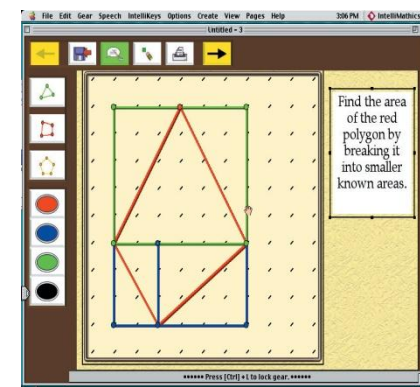 File Edit Gear Speech IntelliKeys Options Create View Pages Help 3:06 PM IntelliMathics
Untitled - 3
Find the area
of the red
polygon by
breaking it
into smaller
known areas.
•••••• Press [Ctrl] + L to lock gear. ••••••